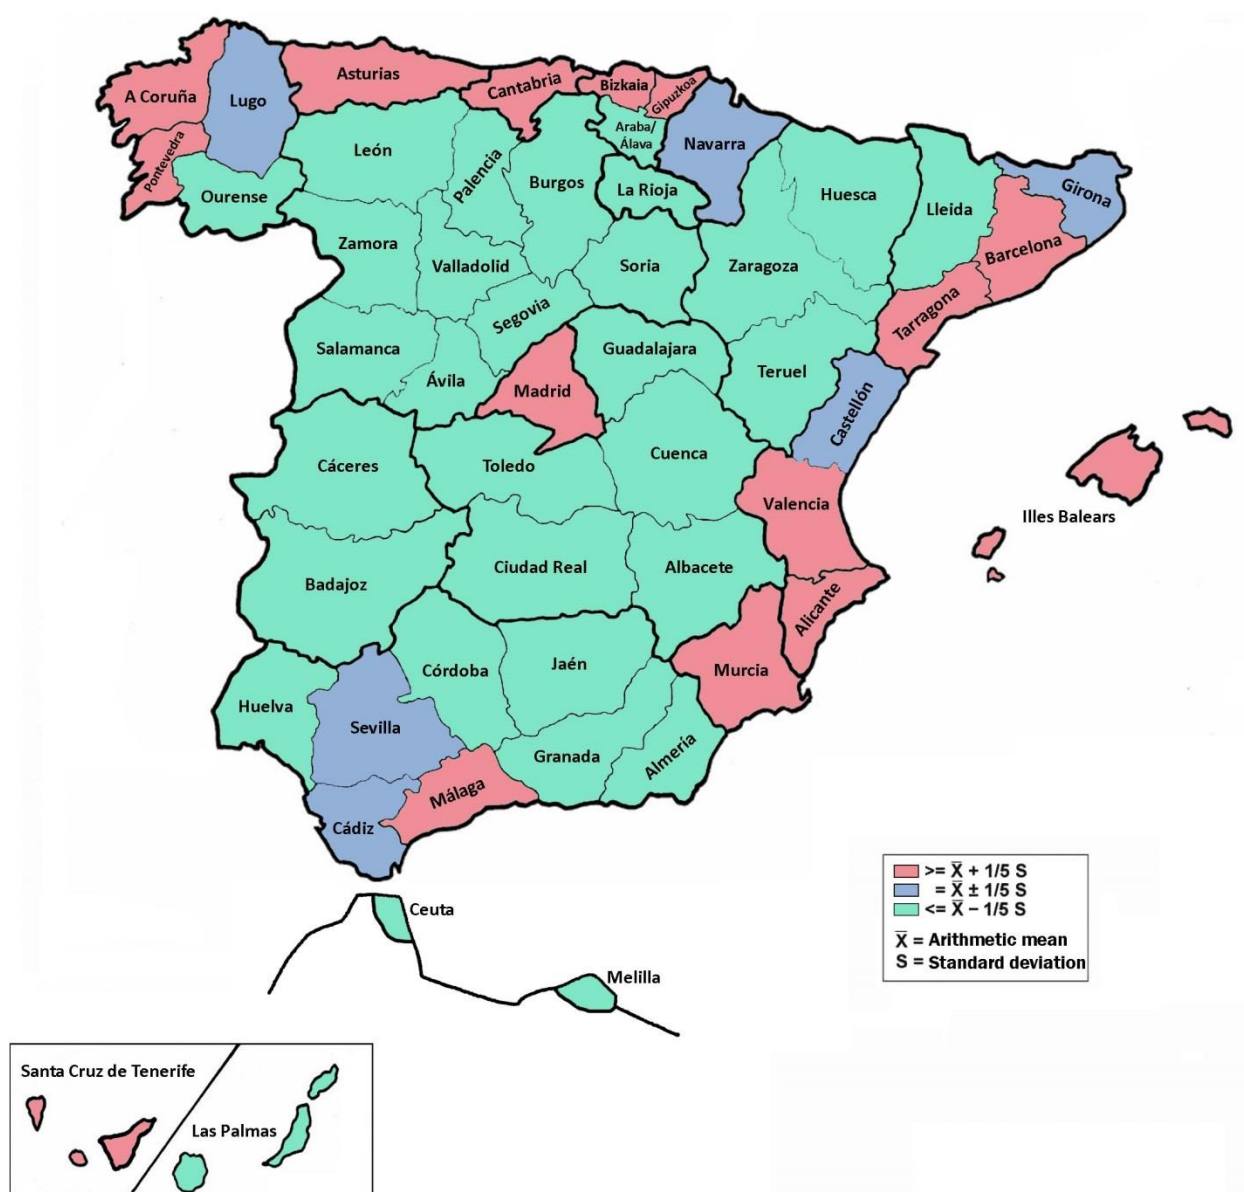 A Coruña
Lugo
Asturias
Cantabria
Bizkaia
Gipuzkoa
Pontevedra
Ourense
León
Palencia
Burgos
Araba/
Álava
Navarra
La Rioja
Huesca
Lleida
Girona
Barcelona
Zamora
Valladolid
Soria
Zaragoza
Tarragona
Segovia
Salamanca
Ávila
Madrid
Guadalajara
Teruel
Castellón
Cáceres
Toledo
Cuenca
Valencia
Illes Balears
Badajoz
Ciudad Real
Albacete
Alicante
Huelva
Sevilla
Córdoba
Jaén
Murcia
Granada
Almería
Málaga
Cádiz
Ceuta
Melilla
>= X̅ + 1/5 S
= X̅ ± 1/5 S
<= X̅ − 1/5 S
X̅ = Arithmetic mean
S = Standard deviation
Santa Cruz de Tenerife
Las Palmas